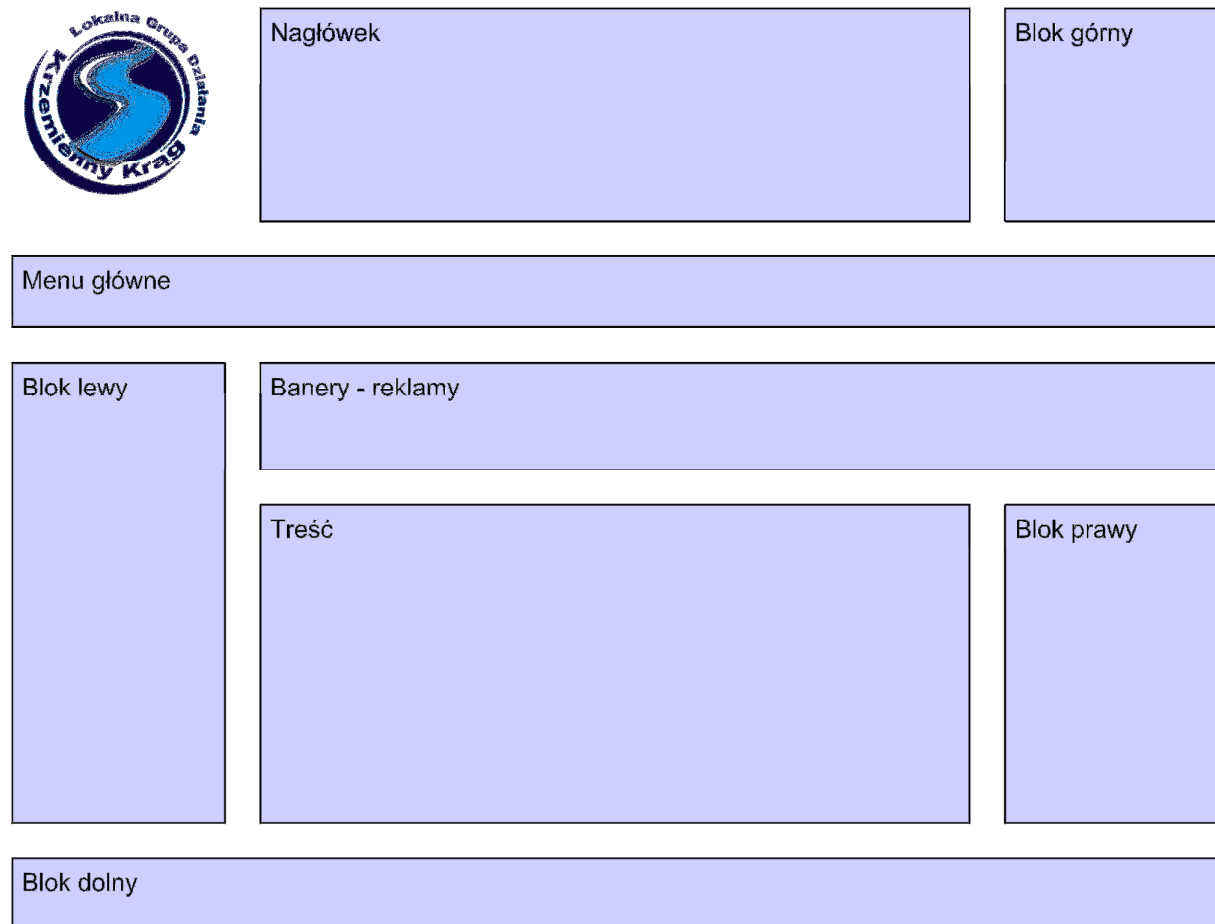 Lokalna Grupa Działania
Krzemienny Krąg
Nagłówek
Blok górny
Menu główne
Blok lewy
Banery - reklamy
Treść
Blok prawy
Blok dolny